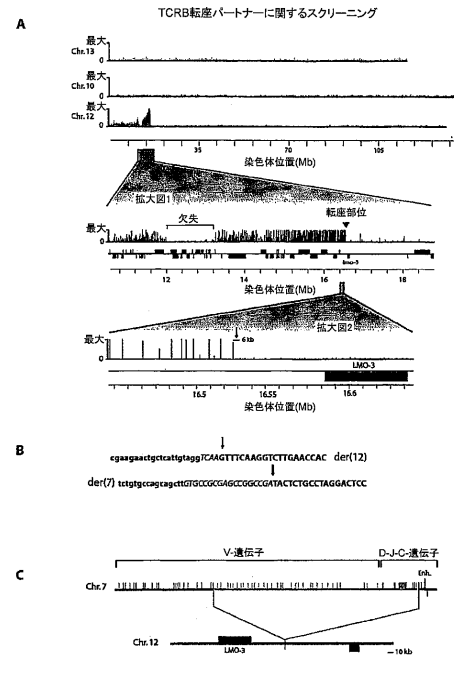 TCRB転座パートナーに関するスクリーニング
A
最大
Chr.13
0
最大
Chr.10
0
最大
Chr.12
0
35 70 105
染色体位置(Mb)
拡大図1
転座部位
欠失
最大
0
lmo-3
12 13 14 15 16 17 18
染色体位置(Mb)
拡大図2
最大
6 kb
0
LMO-3
16.5 16.55 16.6
染色体位置(Mb)
B
cgaagaactgctcattgtaggTCAAGTTTCAAGGTCTTGAACCAC der(12)
der(7) tctgtgccagcagcttGTGCCGCGAGCCGGCCGATACTCTGCCTAGGACTCC
C
V-遺伝子 D-J-C-遺伝子
Enh.
Chr.7
Chr.12
LMO-3
10 kb